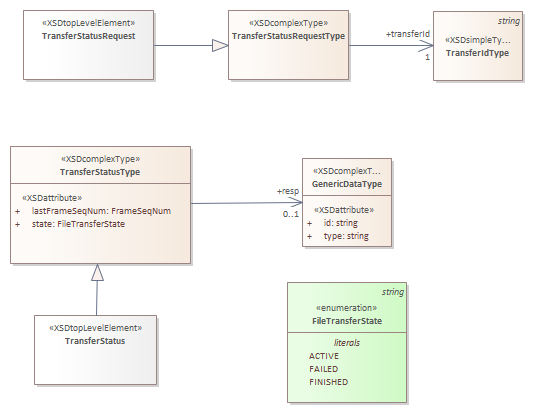 «XSDtopLevelElement»
TransferStatusRequest
«XSDcomplexType»
TransferStatusRequestType
+transferId
1
string
«XSDsimpleTy...
TransferIdType
«XSDcomplexType»
TransferStatusType
«XSDattribute»
+ lastFrameSeqNum: FrameSeqNum
+ state: FileTransferState
+resp
0..1
«XSDcomplexT...
GenericDataType
«XSDattribute»
+ id: string
+ type: string
«XSDtopLevelElement»
TransferStatus
string
«enumeration»
FileTransferState
literals
ACTIVE
FAILED
FINISHED